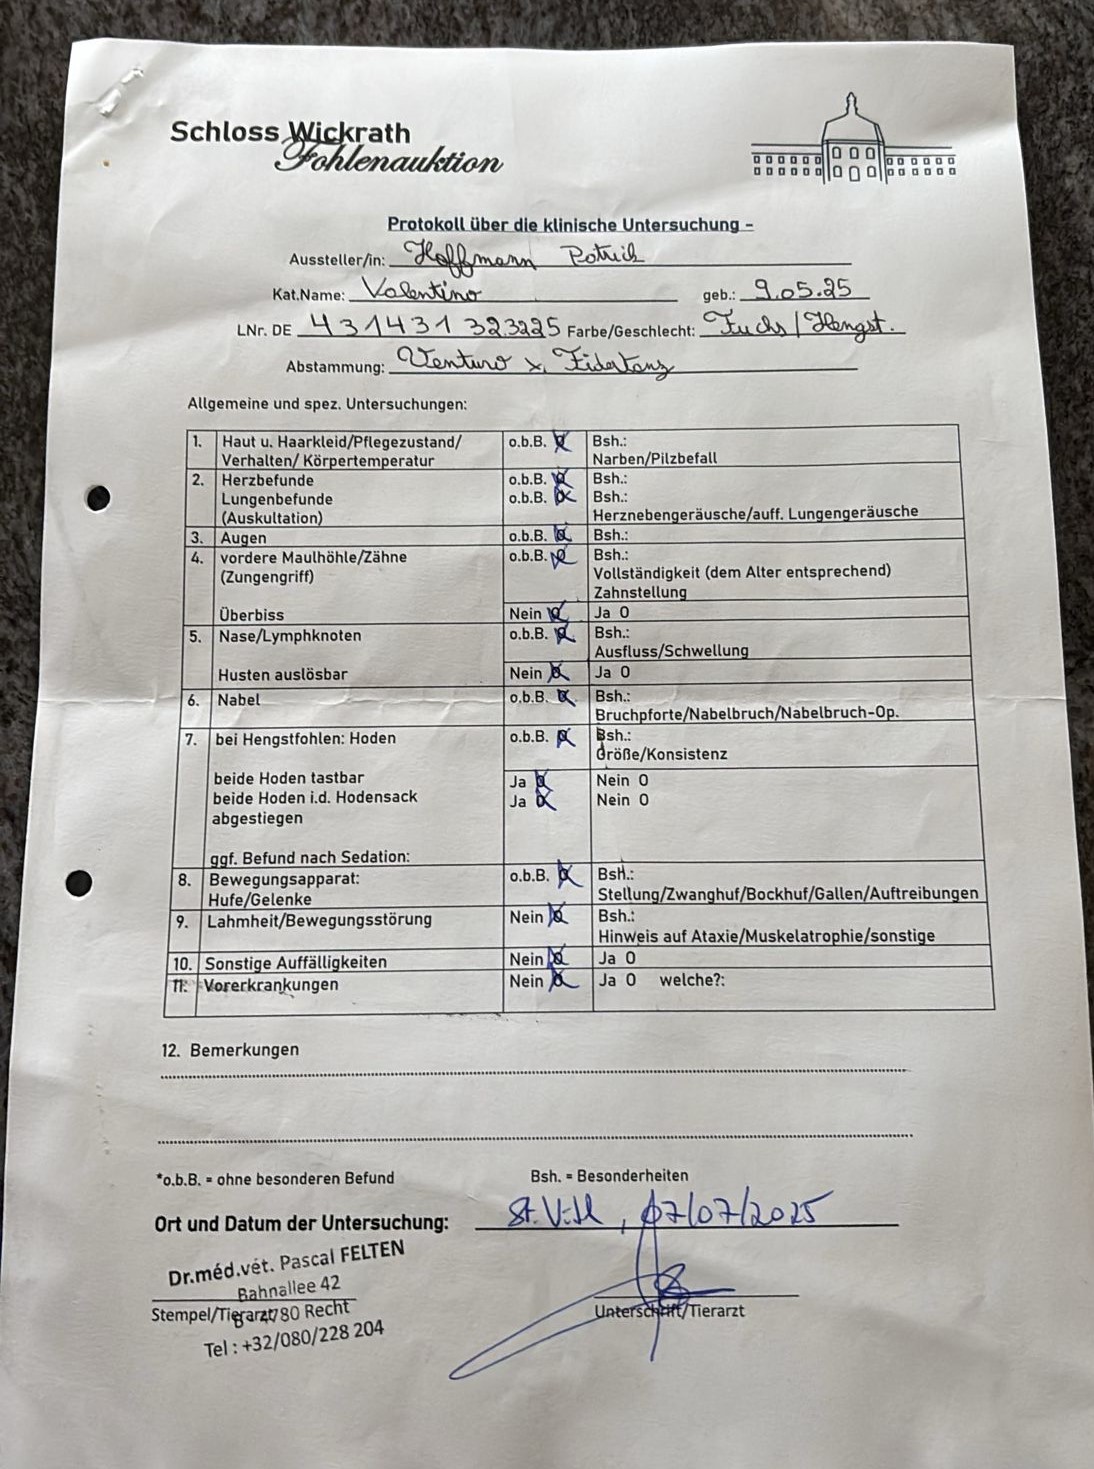 Schloss Wickrath
Fohlenauktion
Protokoll über die klinische Untersuchung -
Aussteller/in: Hoffmann Patrick
Kat.Name: Valentino geb.: 9.05.25
LNr. DE 431431323225 Farbe/Geschlecht: Fuchs/Hengst.
Abstammung: Venturo x Fidertanz
Allgemeine und spez. Untersuchungen:
1. Haut u. Haarkleid/Pflegezustand/ o.b.B. Bsh.:
Verhalten/ Körpertemperatur Narben/Pilzbefall
2. Herzbefunde o.b.B. Bsh.:
Lungenbefunde o.b.B. Bsh.:
(Auskultation) Herznebengeräusche/auff. Lungengeräusche
3. Augen o.b.B. Bsh.:
4. vordere Maulhöhle/Zähne o.b.B. Bsh.:
(Zungengriff) Vollständigkeit (dem Alter entsprechend)
Zahnstellung
Überbiss Nein Ja O
5. Nase/Lymphknoten o.b.B. Bsh.:
Ausfluss/Schwellung
Husten auslösbar Nein Ja O
6. Nabel o.b.B. Bsh.:
Bruchpforte/Nabelbruch/Nabelbruch-Op.
7. bei Hengstfohlen: Hoden o.b.B. Bsh.:
Größe/Konsistenz
beide Hoden tastbar Ja Nein O
beide Hoden i.d. Hodensack Ja Nein O
abgestiegen
ggf. Befund nach Sedation:
8. Bewegungsapparat: o.b.B. Bsh.:
Hufe/Gelenke Stellung/Zwanghuf/Bockhuf/Gallen/Auftreibungen
9. Lahmheit/Bewegungsstörung Nein Bsh.:
Hinweis auf Ataxie/Muskelatrophie/sonstige
10. Sonstige Auffälligkeiten Nein Ja O
11. Vorerkrankungen Nein Ja O welche?:
12. Bemerkungen
*o.b.B. = ohne besonderen Befund Bsh. = Besonderheiten
Ort und Datum der Untersuchung: St. Vith, 07/07/2025
Dr.méd.vét. Pascal FELTEN
Bahnallee 42
Stempel/Tierarzt Unterschrift/Tierarzt
B 4780 Recht
Tel : +32/080/228 204